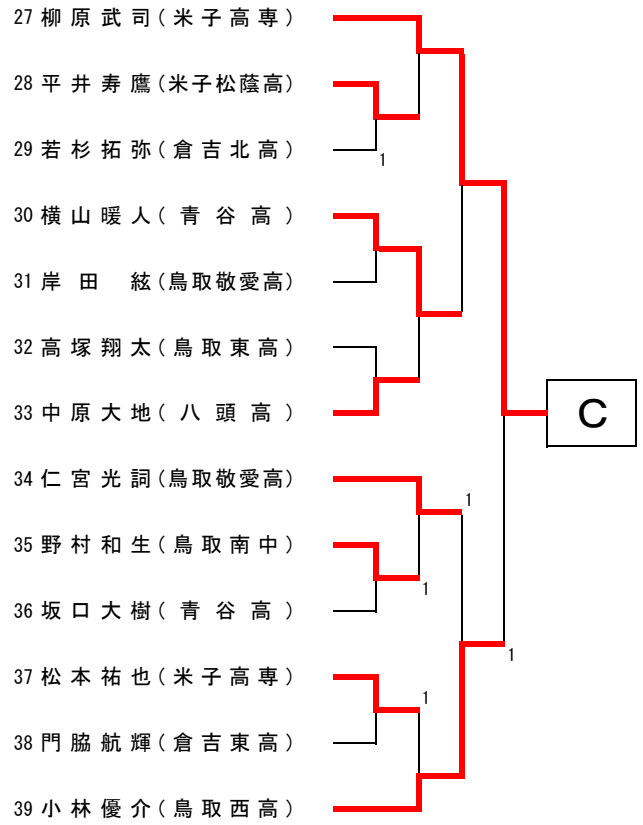 27 柳原武司(米子高専)
28 平井寿鷹(米子松蔭高)
29 若杉拓弥(倉吉北高)
1
30 横山暖人(青谷高)
31 岸田 絃(鳥取敬愛高)
32 高塚翔太(鳥取東高)
33 中原大地(八頭高)
C
34 仁宮光詞(鳥取敬愛高)
1
35 野村和生(鳥取南中)
1
36 坂口大樹(青谷高)
1
37 松本祐也(米子高専)
1
38 門脇航輝(倉吉東高)
39 小林優介(鳥取西高)